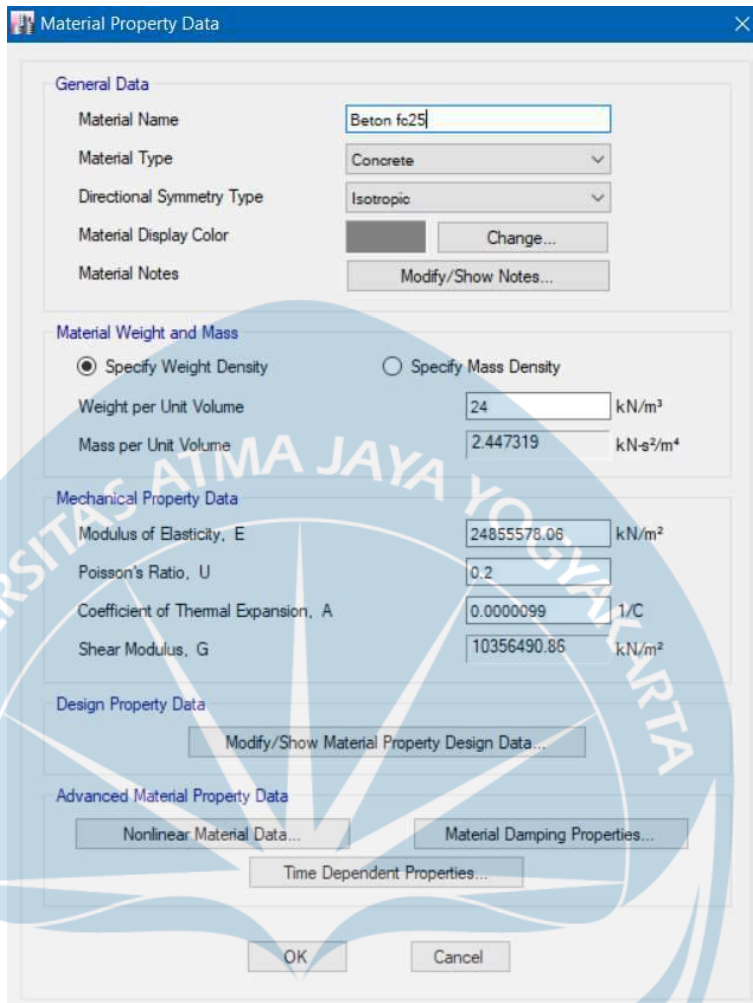 Material Property Data
General Data
Material Name Beton fc25
Material Type Concrete
Directional Symmetry Type Isotropic
Material Display Color Change...
Material Notes Modify/Show Notes...
Material Weight and Mass
Specify Weight Density Specify Mass Density
Weight per Unit Volume 24 kN/m³
Mass per Unit Volume 2.447319 kN-s²/m⁴
Mechanical Property Data
Modulus of Elasticity, E 24855578.06 kN/m²
Poisson's Ratio, U 0.2
Coefficient of Thermal Expansion, A 0.0000099 1/C
Shear Modulus, G 10356490.86 kN/m²
Design Property Data
Modify/Show Material Property Design Data...
Advanced Material Property Data
Nonlinear Material Data... Material Damping Properties...
Time Dependent Properties...
OK Cancel
ERSITAS ATMA JAYA YOGYAKARTA